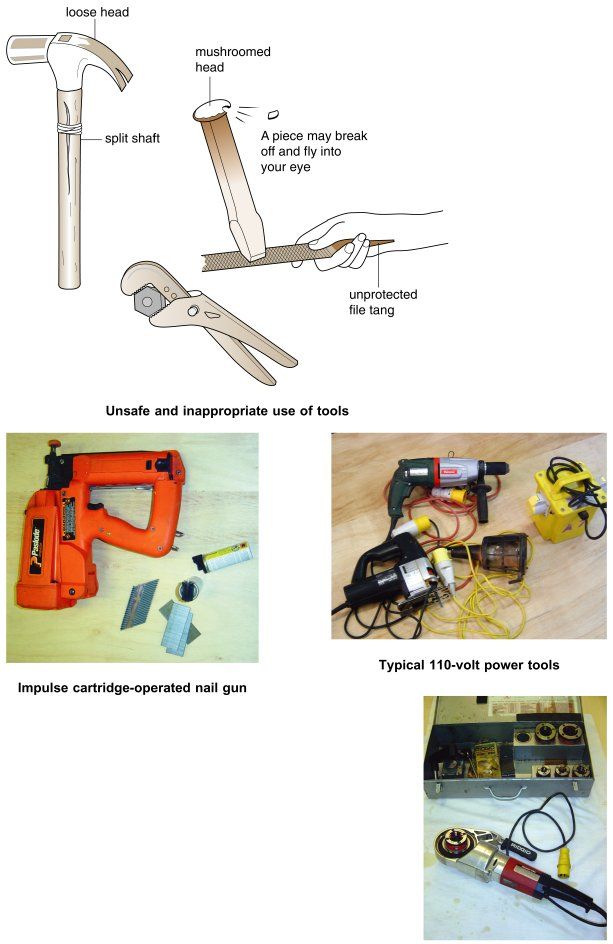 loose head
mushroomed
head
split shaft
A piece may break
off and fly into
your eye
unprotected
file tang
Unsafe and inappropriate use of tools
Paslode
Impulse cartridge-operated nail gun
Typical 110-volt power tools
RIDGID